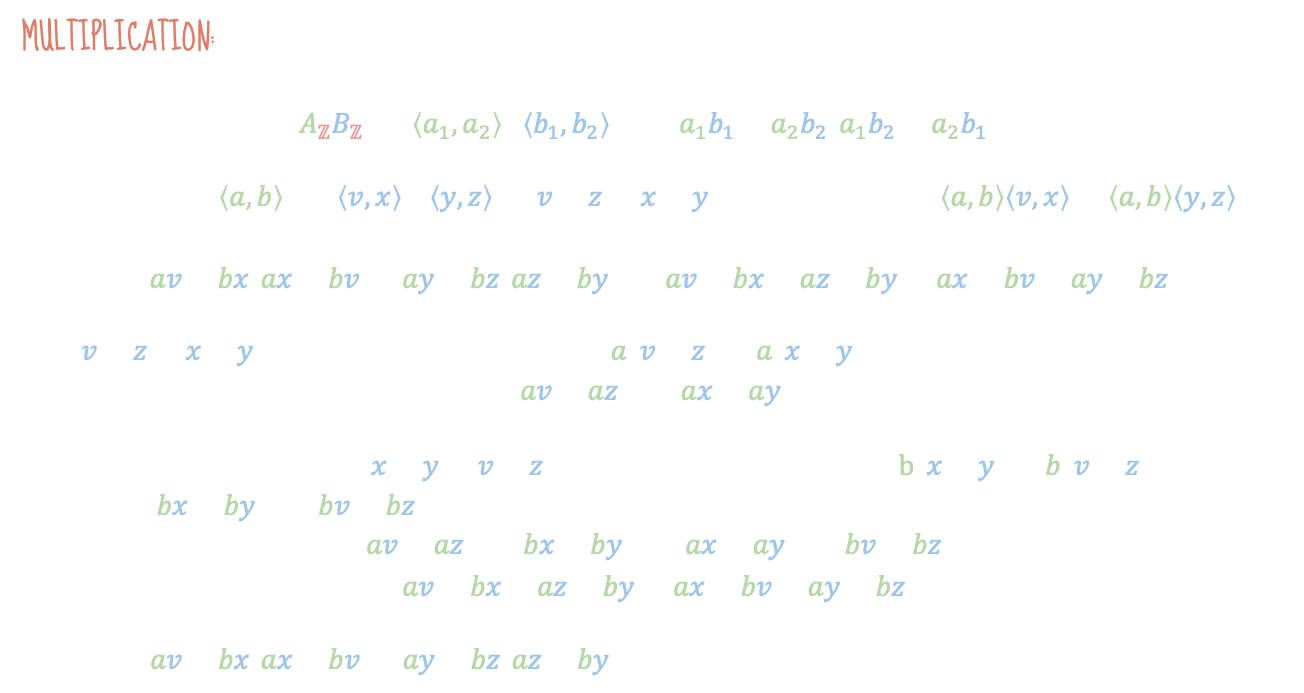 MULTIPLICATION:
A_ℤB_ℤ ⟨a₁, a₂⟩ ⟨b₁, b₂⟩ a₁b₁ a₂b₂ a₁b₂ a₂b₁
⟨a, b⟩ ⟨v, x⟩ ⟨y, z⟩ v z x y ⟨a, b⟩⟨v, x⟩ ⟨a, b⟩⟨y, z⟩
av bx ax bv ay bz az by av bx az by ax bv ay bz
v z x y a v z a x y
av az ax ay
x y v z b x y b v z
bx by bv bz
av az bx by ax ay bv bz
av bx az by ax bv ay bz
av bx ax bv ay bz az by